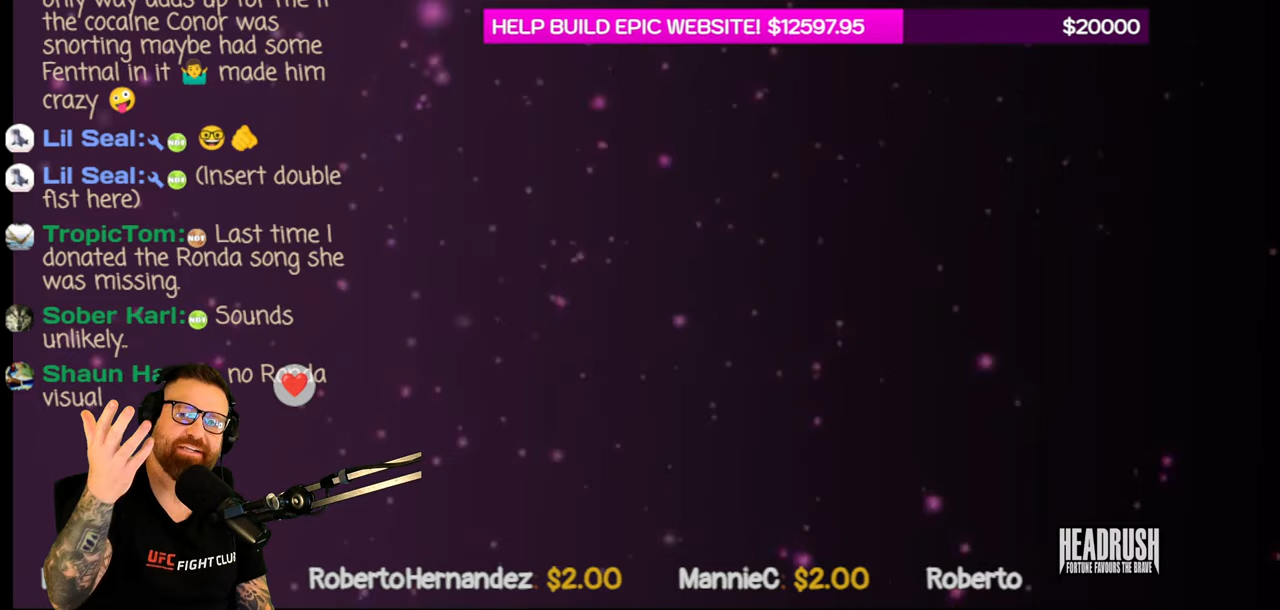 only way adds up for me if
the cocaine Conor was
snorting maybe had some
Fentnal in it 🤷‍♂️ made him
crazy 🤪
Lil Seal: 🤓 🫵
Lil Seal: (Insert double
fist here)
TropicTom: Last time I
donated the Ronda song she
was missing.
Sober Karl: Sounds
unlikely..
Shaun no Ronda
visual
HELP BUILD EPIC WEBSITE! $12597.95 $20000
UFC FIGHT CLUB
HEADRUSH
FORTUNE FAVOURS THE BRAVE
RobertoHernandez $2.00 MannieC $2.00 Roberto